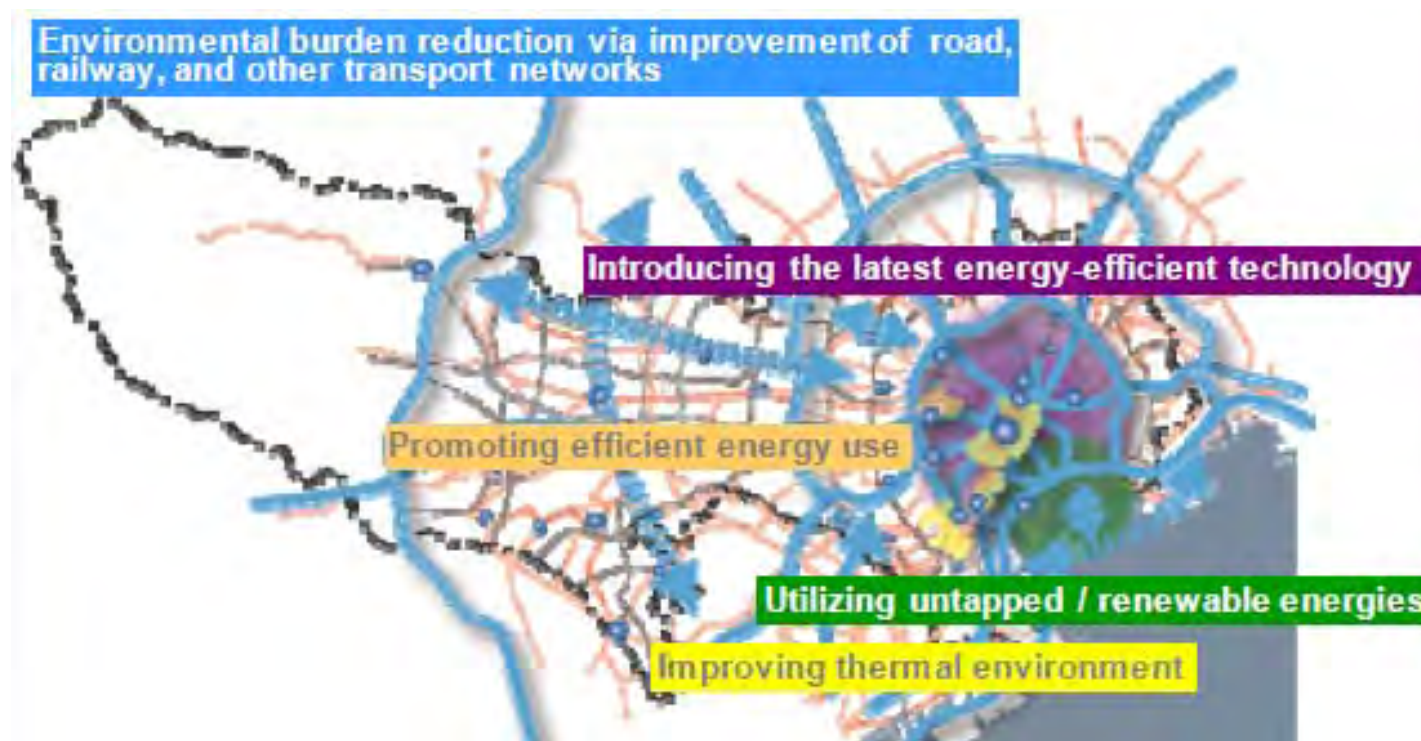 Environmental burden reduction via improvement of road,
railway, and other transport networks
Introducing the latest energy-efficient technology
Promoting efficient energy use
Utilizing untapped / renewable energies
Improving thermal environment